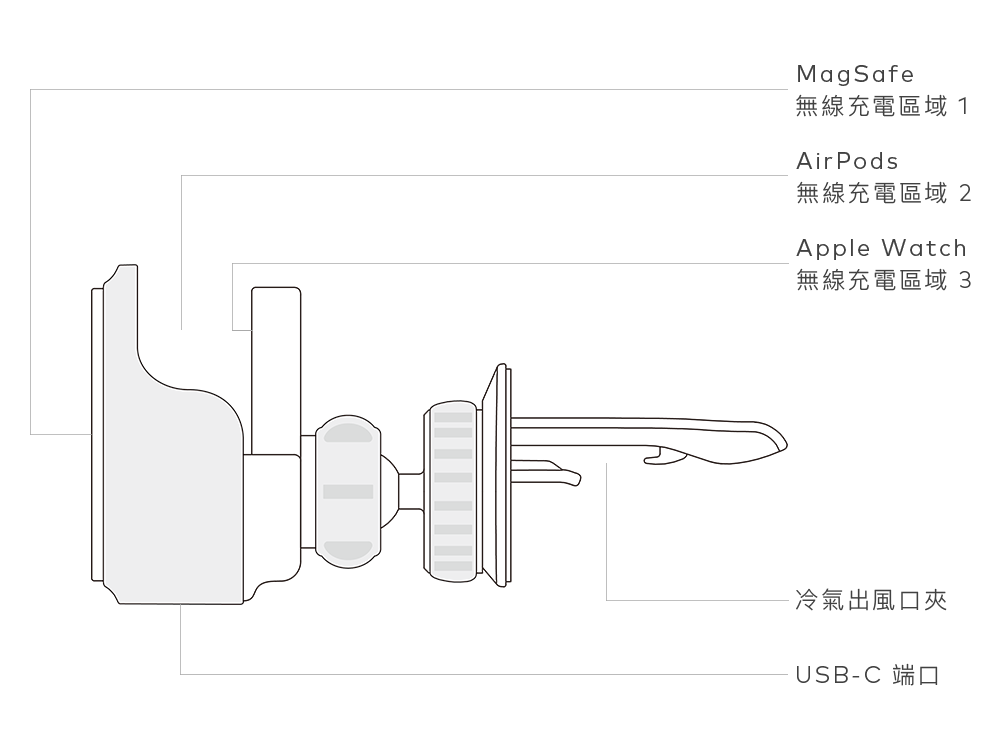 MagSafe
無線充電區域 1
AirPods
無線充電區域 2
Apple Watch
無線充電區域 3
冷氣出風口夾
USB-C 端口